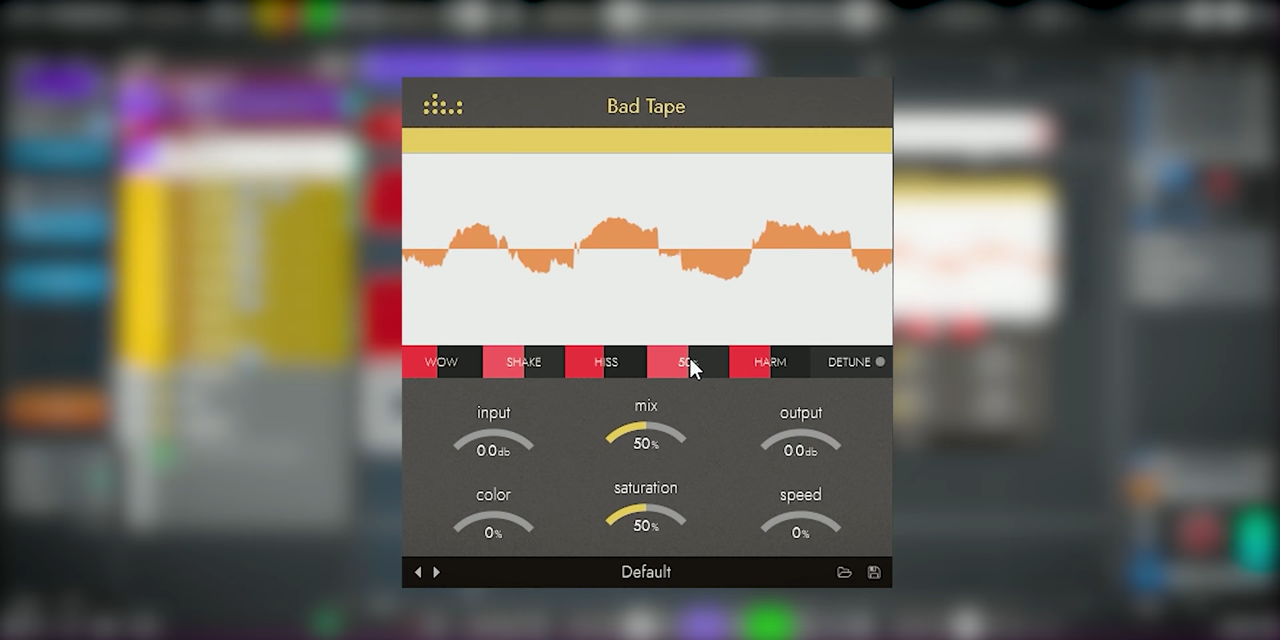 Bad Tape
WOW SHAKE HISS 50% HARM DETUNE
input mix output
0.0db 50% 0.0db
color saturation speed
0% 50% 0%
Default